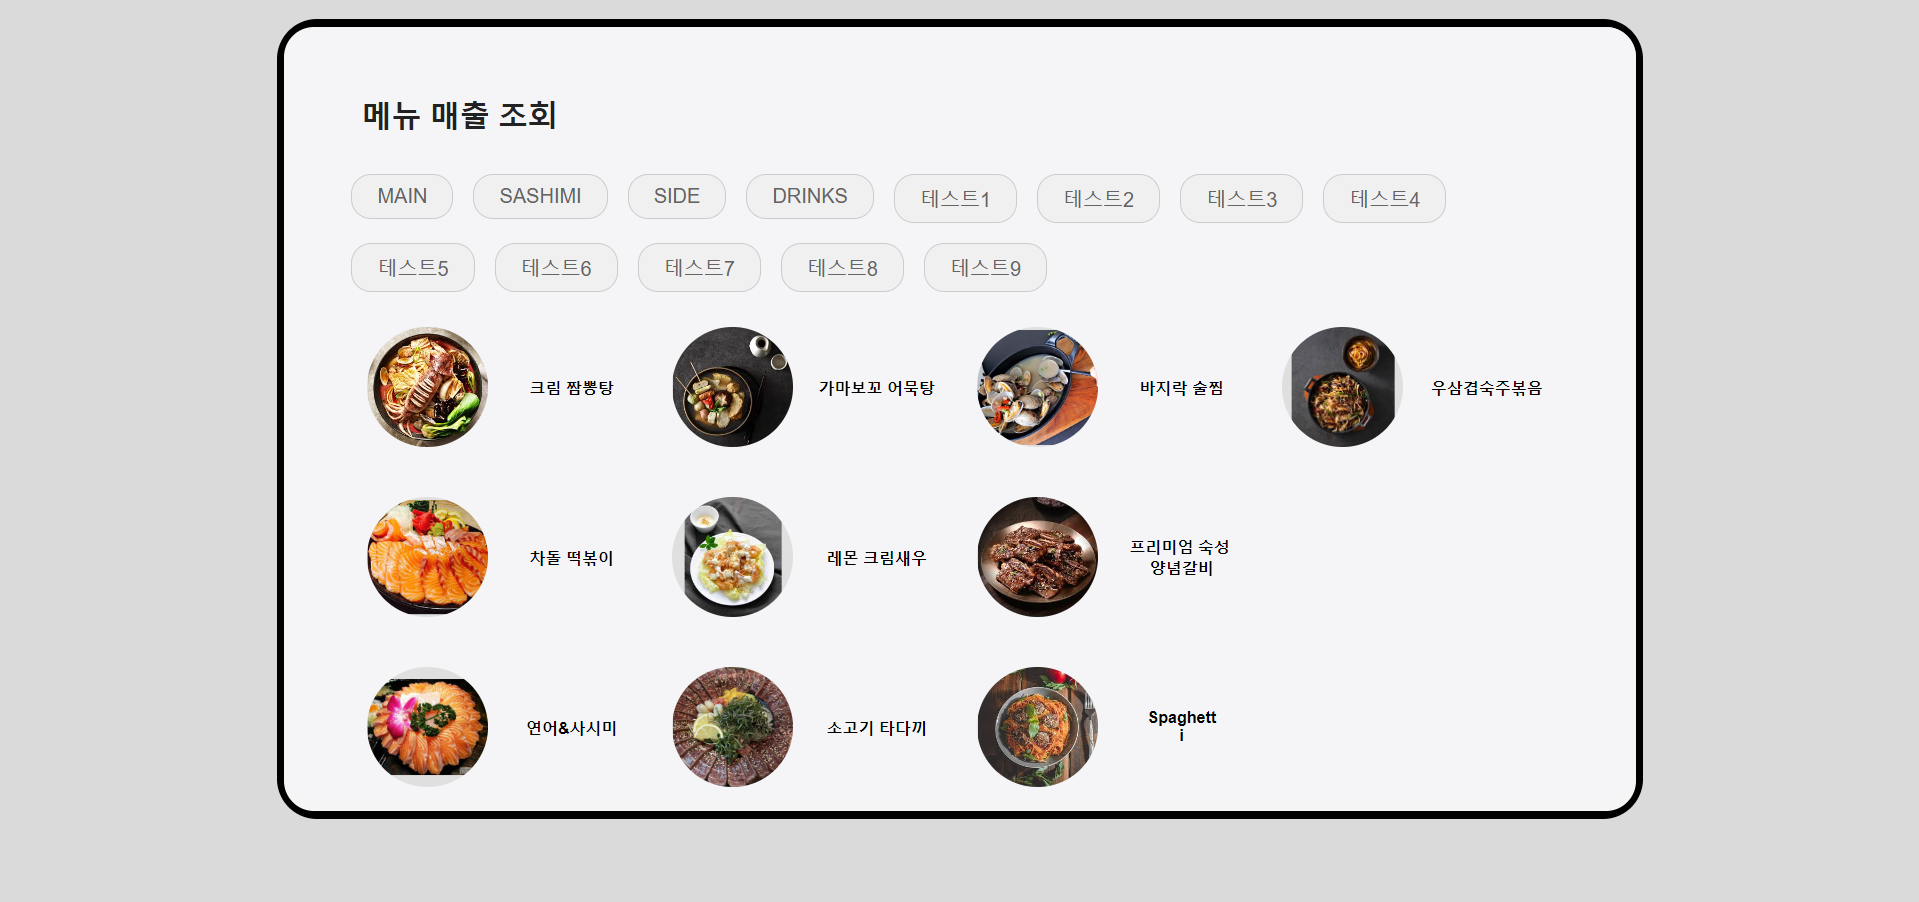 메뉴 매출 조회
MAIN SASHIMI SIDE DRINKS 테스트1 테스트2 테스트3 테스트4
테스트5 테스트6 테스트7 테스트8 테스트9
크림 짬뽕탕 가마보꼬 어묵탕 바지락 술찜 우삼겹숙주볶음
차돌 떡볶이 레몬 크림새우 프리미엄 숙성
양념갈비
연어&사시미 소고기 타다끼 Spaghett
i